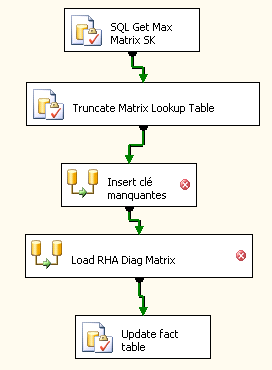 SQL Get Max
Matrix SK
Truncate Matrix Lookup Table
Insert clé
manquantes
Load RHA Diag Matrix
Update fact
table